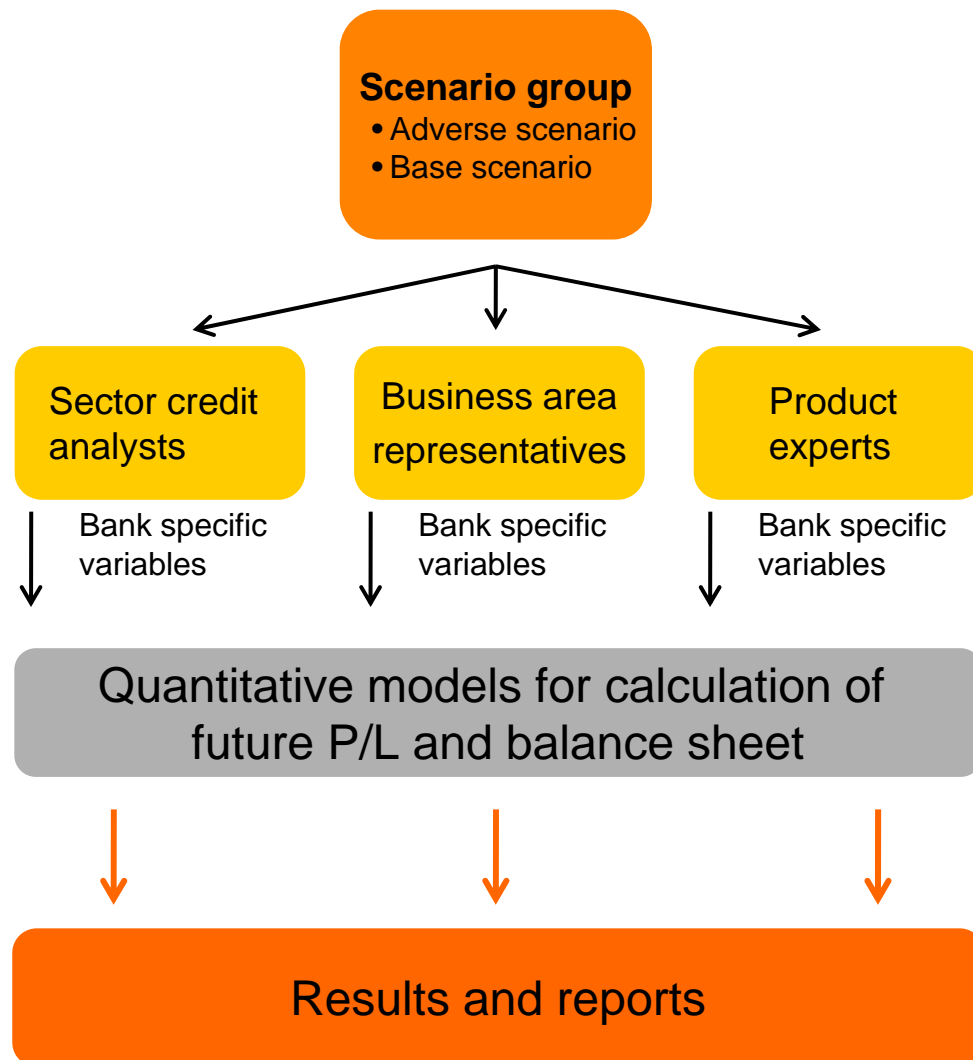 Scenario group
• Adverse scenario
• Base scenario
Sector credit
analysts
Business area
representatives
Product
experts
Bank specific
variables
Bank specific
variables
Bank specific
variables
Quantitative models for calculation of
future P/L and balance sheet
Results and reports